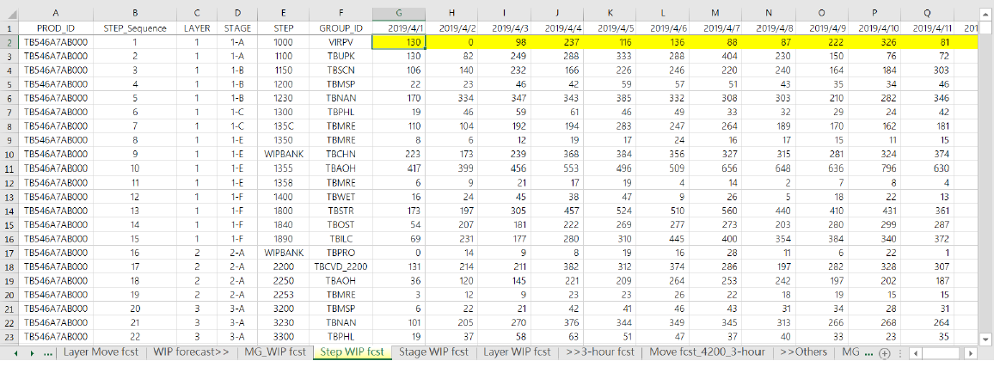 A B C D E F G H I J K L M N O P Q
1 PROD_ID STEP_Sequence LAYER STAGE STEP GROUP_ID 2019/4/1 2019/4/2 2019/4/3 2019/4/4 2019/4/5 2019/4/6 2019/4/7 2019/4/8 2019/4/9 2019/4/10 2019/4/11 201
2 TB546A7AB000 1 1 1-A 1000 VIRPV 130 0 98 237 116 136 88 87 222 326 81
3 TB546A7AB000 2 1 1-A 1100 TBUPK 130 82 249 288 333 288 404 230 150 76 72
4 TB546A7AB000 3 1 1-B 1150 TBSCN 106 140 232 166 226 246 220 240 164 184 303
5 TB546A7AB000 4 1 1-B 1200 TBMSP 22 23 46 42 59 57 51 43 35 34 46
6 TB546A7AB000 5 1 1-B 1230 TBNAN 170 334 347 343 385 332 308 303 210 282 346
7 TB546A7AB000 6 1 1-C 1300 TBPHL 19 46 59 61 46 49 33 32 29 24 42
8 TB546A7AB000 7 1 1-C 135C TBMRE 110 104 192 194 283 247 264 189 170 162 181
9 TB546A7AB000 8 1 1-E 1350 TBMRE 8 6 12 19 17 24 16 17 15 11 15
10 TB546A7AB000 9 1 1-E WIPBANK TBCHN 223 173 239 368 384 356 327 315 281 324 374
11 TB546A7AB000 10 1 1-E 1355 TBAOH 417 399 456 553 496 509 656 648 636 796 630
12 TB546A7AB000 11 1 1-E 1358 TBMRE 6 9 21 17 19 4 14 2 7 8 4
13 TB546A7AB000 12 1 1-F 1400 TBWET 16 24 45 38 47 9 26 5 18 22 13
14 TB546A7AB000 13 1 1-F 1800 TBSTR 173 197 305 457 524 510 560 440 410 431 361
15 TB546A7AB000 14 1 1-F 1840 TBOST 54 207 181 222 269 277 273 203 280 299 287
16 TB546A7AB000 15 1 1-F 1890 TBILC 69 231 177 280 310 445 400 354 384 340 372
17 TB546A7AB000 16 2 2-A WIPBANK TBPRO 0 14 9 8 19 16 28 11 6 22 1
18 TB546A7AB000 17 2 2-A 2200 TBCVD_2200 131 214 211 382 312 374 286 197 282 328 307
19 TB546A7AB000 18 2 2-A 2250 TBAOH 36 120 145 221 209 264 253 242 197 202 187
20 TB546A7AB000 19 2 2-A 2253 TBMRE 3 12 9 23 23 26 22 18 19 15 15
21 TB546A7AB000 20 3 3-A 3200 TBMSP 6 22 21 42 41 46 43 31 34 28 31
22 TB546A7AB000 21 3 3-A 3230 TBNAN 101 205 270 376 344 349 345 313 266 268 264
23 TB546A7AB000 22 3 3-A 3300 TBPHL 19 37 58 63 51 47 37 40 33 23 35
... Layer Move fcst WIP forecast>> MG_WIP fcst Step WIP fcst Stage WIP fcst Layer WIP fcst >>3-hour fcst Move fcst_4200_3-hour >>Others MG ...